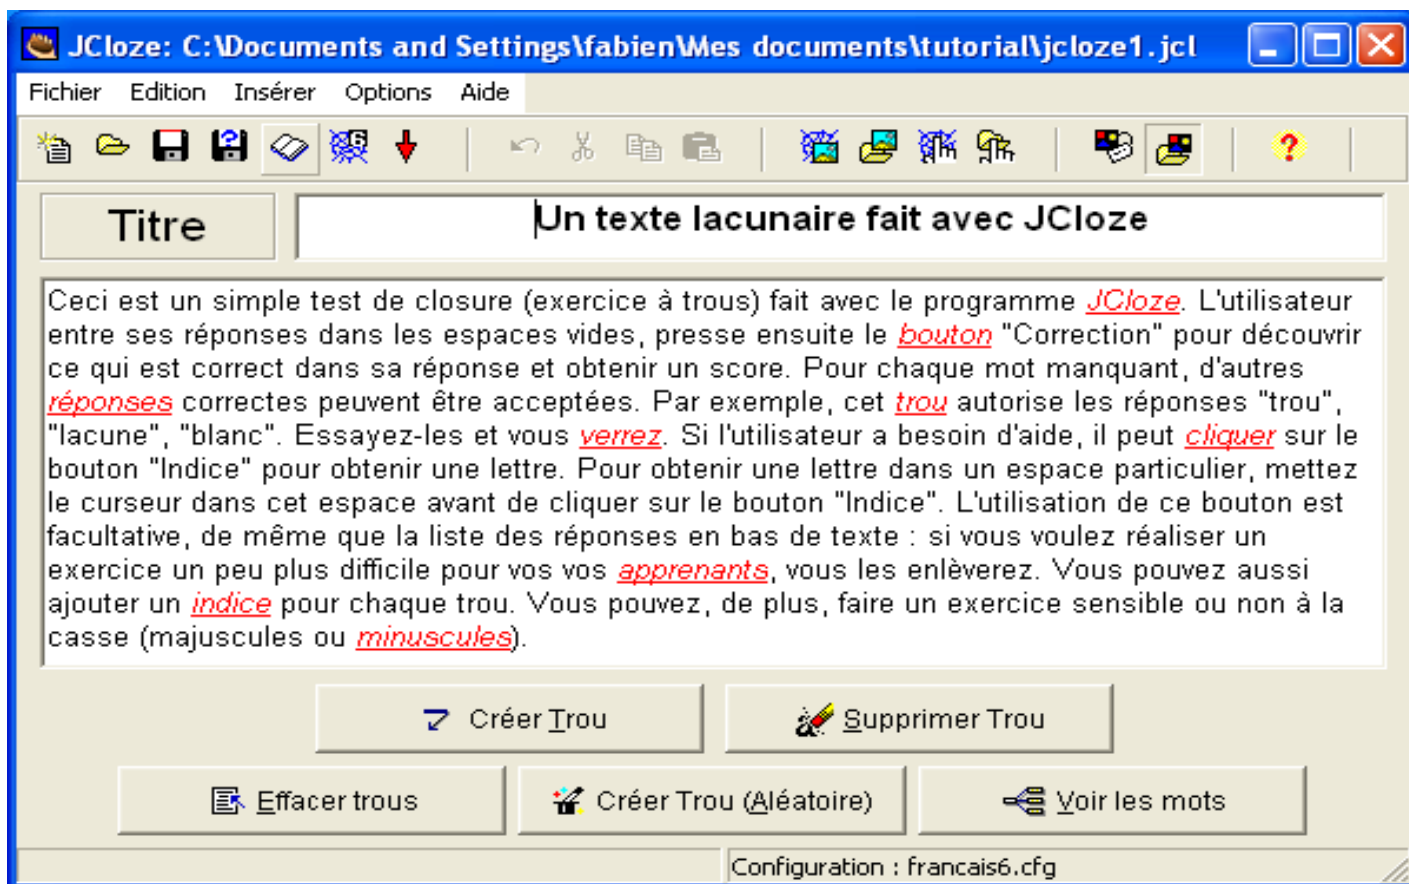 JCloze: C:\Documents and Settings\fabien\Mes documents\tutorial\jcloze1.jcl
Fichier Edition Insérer Options Aide
Titre
Un texte lacunaire fait avec JCloze
Ceci est un simple test de closure (exercice à trous) fait avec le programme JCloze. L'utilisateur
entre ses réponses dans les espaces vides, presse ensuite le bouton "Correction" pour découvrir
ce qui est correct dans sa réponse et obtenir un score. Pour chaque mot manquant, d'autres
réponses correctes peuvent être acceptées. Par exemple, cet trou autorise les réponses "trou",
"lacune", "blanc". Essayez-les et vous verrez. Si l'utilisateur a besoin d'aide, il peut cliquer sur le
bouton "Indice" pour obtenir une lettre. Pour obtenir une lettre dans un espace particulier, mettez
le curseur dans cet espace avant de cliquer sur le bouton "Indice". L'utilisation de ce bouton est
facultative, de même que la liste des réponses en bas de texte : si vous voulez réaliser un
exercice un peu plus difficile pour vos vos apprenants, vous les enlèverez. Vous pouvez aussi
ajouter un indice pour chaque trou. Vous pouvez, de plus, faire un exercice sensible ou non à la
casse (majuscules ou minuscules).
Créer Trou
Supprimer Trou
Effacer trous
Créer Trou (Aléatoire)
Voir les mots
Configuration : francais6.cfg